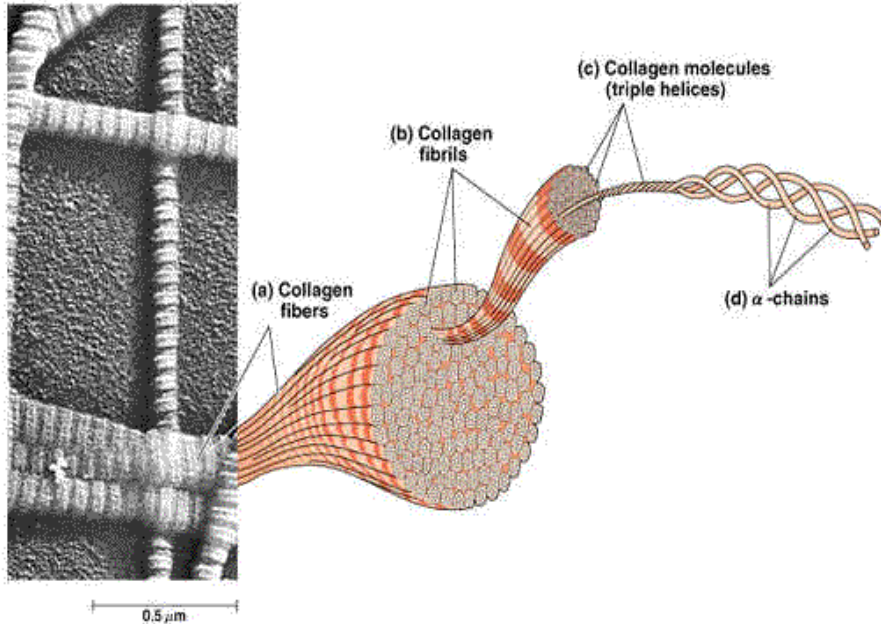 (c) Collagen molecules
(triple helices)
(b) Collagen
fibrils
(a) Collagen
fibers
(d) α -chains
0.5 μm